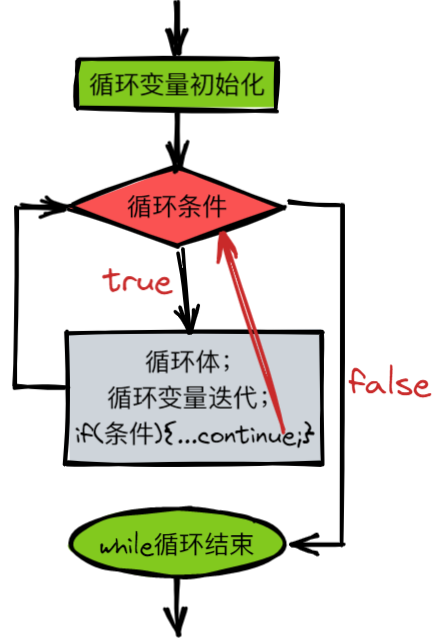 循环变量初始化
循环条件
true
循环体;
循环变量迭代;
if(条件){...continue;}
false
while循环结束